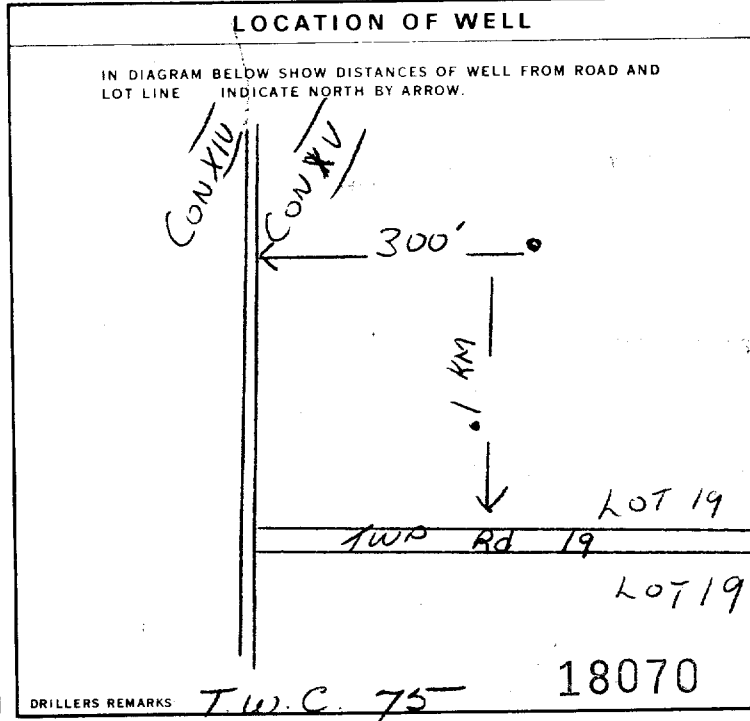 LOCATION OF WELL
IN DIAGRAM BELOW SHOW DISTANCES OF WELL FROM ROAD AND
LOT LINE INDICATE NORTH BY ARROW.
CON XIV
CON XV
300'
.1 KM
LOT 19
TWP Rd 19
LOT 19
18070
DRILLERS REMARKS T.W.C. 75